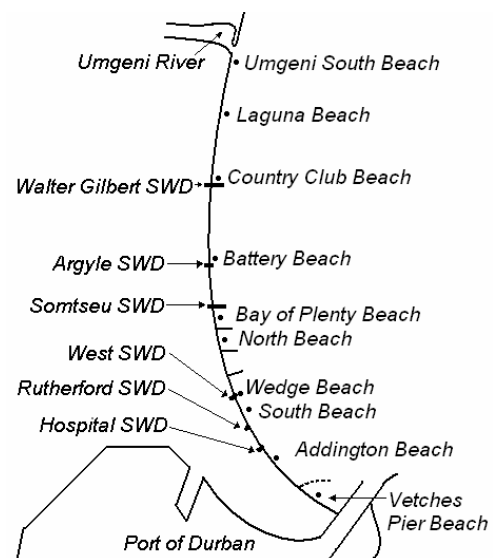 Umgeni River
Umgeni South Beach
Laguna Beach
Country Club Beach
Walter Gilbert SWD
Battery Beach
Argyle SWD
Somtseu SWD
Bay of Plenty Beach
North Beach
West SWD
Wedge Beach
Rutherford SWD
South Beach
Hospital SWD
Addington Beach
Vetches
Pier Beach
Port of Durban